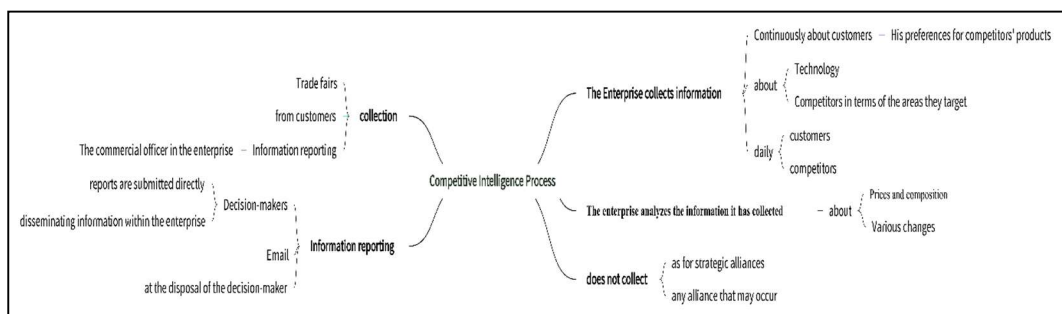 Competitive Intelligence Process
collection
Trade fairs
from customers
Information reporting
The commercial officer in the enterprise
Information reporting
Decision-makers
reports are submitted directly
disseminating information within the enterprise
Email
at the disposal of the decision-maker
The Enterprise collects information
Continuously about customers
His preferences for competitors' products
about
Technology
Competitors in terms of the areas they target
daily
customers
competitors
The enterprise analyzes the information it has collected
about
Prices and composition
Various changes
does not collect
as for strategic alliances
any alliance that may occur